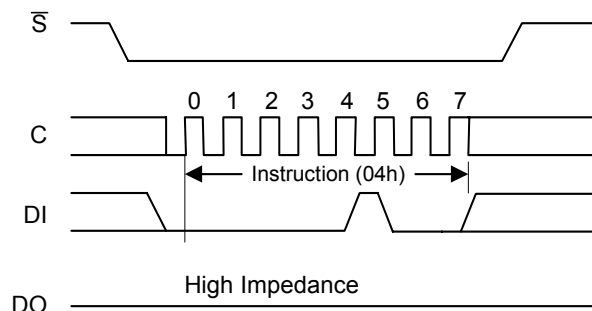 S̅
0 1 2 3 4 5 6 7
C
Instruction (04h)
DI
High Impedance
DO